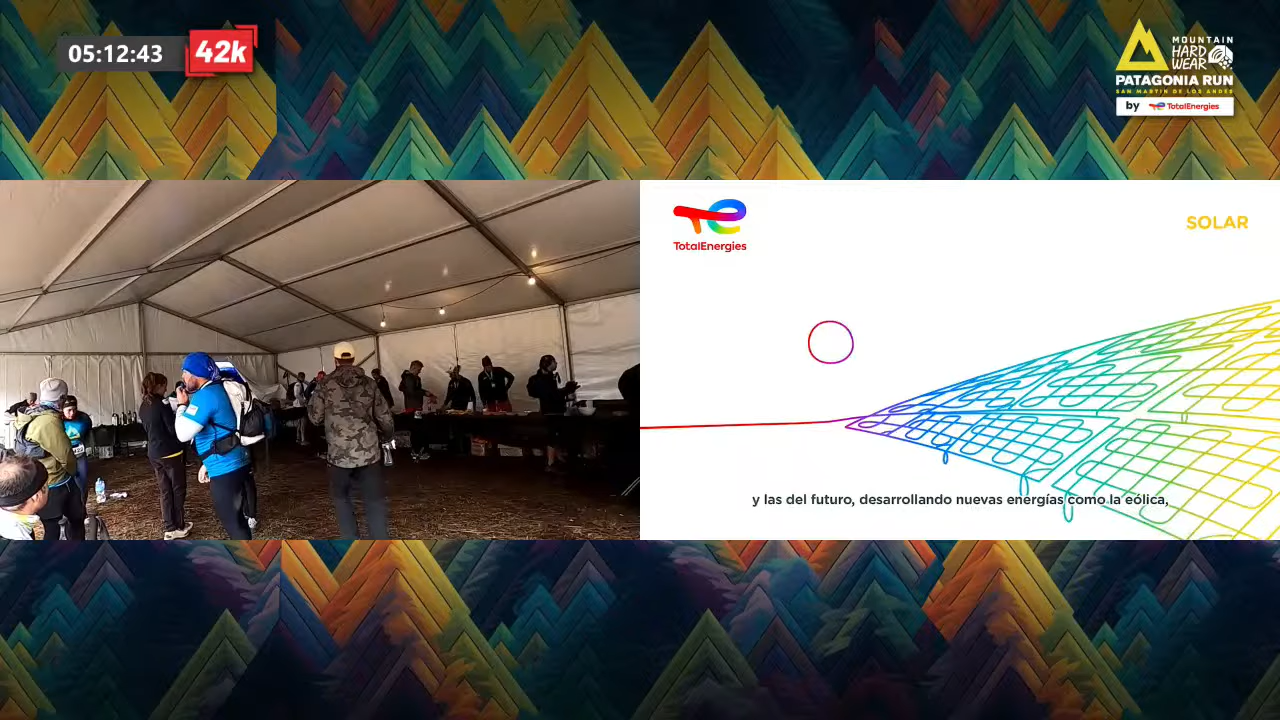 05:12:43
42k
MOUNTAIN
HARD
WEAR
PATAGONIA RUN
SAN MARTIN DE LOS ANDES
by TotalEnergies
TotalEnergies
SOLAR
y las del futuro, desarrollando nuevas energías como la eólica,